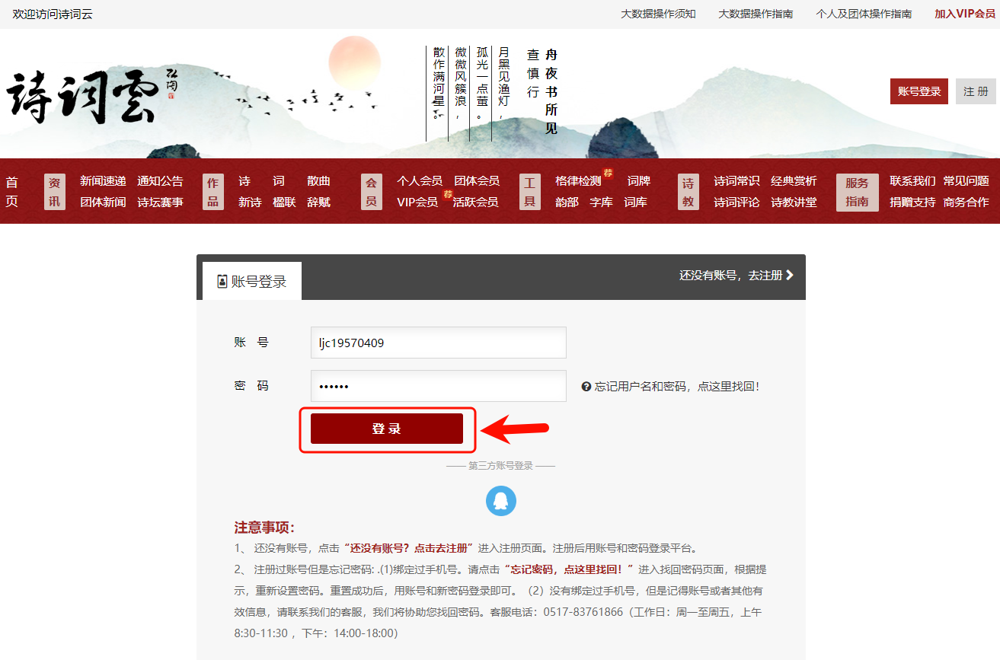 欢迎访问诗词云
大数据操作须知 大数据操作指南 个人及团体操作指南 加入VIP会员
诗词雲
舟夜书所见
查慎行
月黑见渔灯，
孤光一点萤。
微微风簇浪，
散作满河星。
账号登录 注 册
首页
资讯
新闻速递 通知公告
团体新闻 诗坛赛事
作品
诗 词 散曲
新诗 楹联 辞赋
会员
个人会员 团体会员
VIP会员 荐 活跃会员
工具
格律检测 荐 词牌
韵部 字库 词库
诗教
诗词常识 经典赏析
诗词评论 诗教讲堂
服务指南
联系我们 常见问题
捐赠支持 商务合作
账号登录
还没有账号，去注册
账 号 ljc19570409
密 码 ••••••
忘记用户名和密码，点这里找回！
登 录
第三方账号登录
注意事项：
1、 还没有账号，点击“还没有账号？点击去注册”进入注册页面。注册后用账号和密码登录平台。
2、 注册过账号但是忘记密码: .(1)绑定过手机号。请点击“忘记密码，点这里找回！”进入找回密码页面，根据提
示，重新设置密码。重置成功后，用账号和新密码登录即可。（2）没有绑定过手机号，但是记得账号或者其他有
效信息，请联系我们的客服，我们将协助您找回密码。客服电话：0517-83761866（工作日：周一至周五，上午
8:30-11:30 ，下午：14:00-18:00）